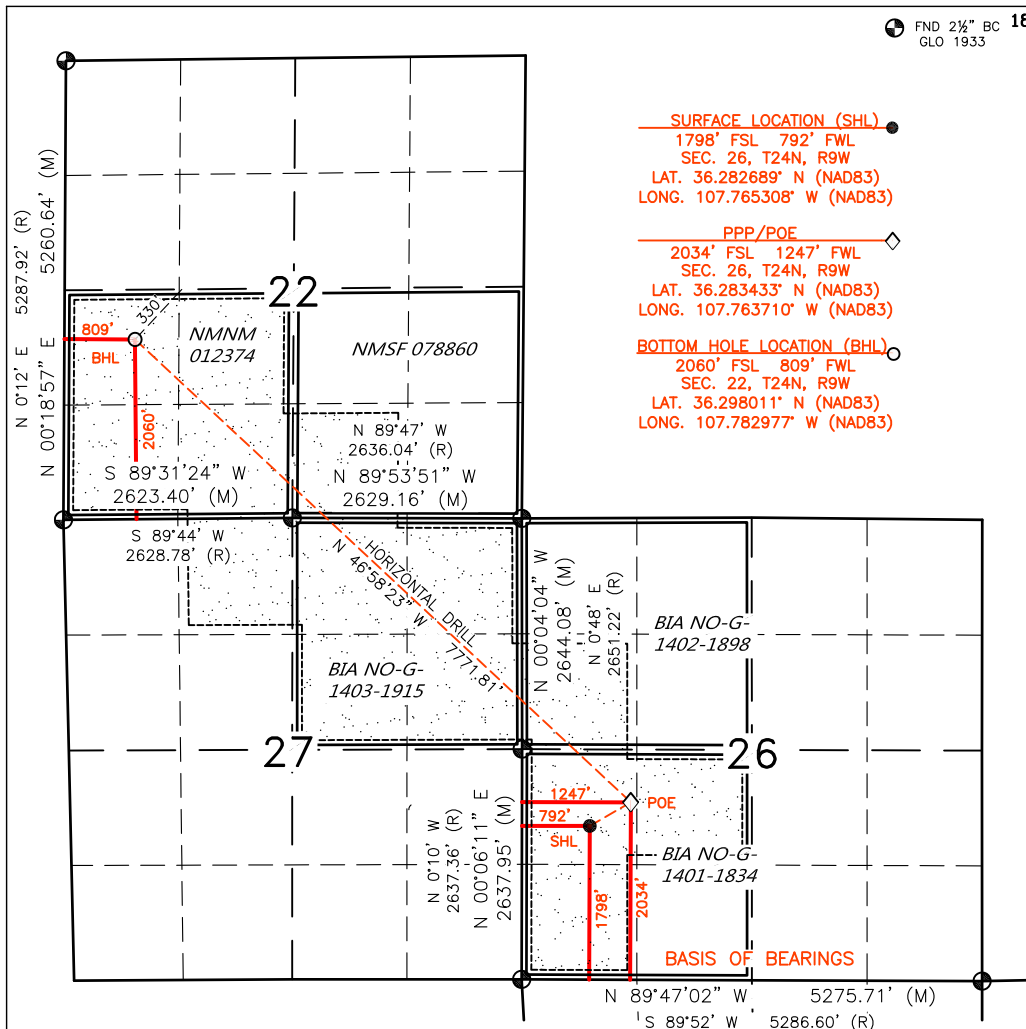 FND 2½" BC 18
GLO 1933
SURFACE LOCATION (SHL)
1798' FSL 792' FWL
SEC. 26, T24N, R9W
LAT. 36.282689° N (NAD83)
LONG. 107.765308° W (NAD83)
PPP/POE
2034' FSL 1247' FWL
SEC. 26, T24N, R9W
LAT. 36.283433° N (NAD83)
LONG. 107.763710° W (NAD83)
BOTTOM HOLE LOCATION (BHL)
2060' FSL 809' FWL
SEC. 22, T24N, R9W
LAT. 36.298011° N (NAD83)
LONG. 107.782977° W (NAD83)
N 0°12' E 5287.92' (R)
N 00°18'57" E 5260.64' (M)
22
330'
809'
BHL
2060'
NMNM
012374
NMSF 078860
N 89°47' W
2636.04' (R)
N 89°53'51" W
2629.16' (M)
S 89°31'24" W
2623.40' (M)
S 89°44' W
2628.78' (R)
HORIZONTAL DRILL
N 46°58'23" W
7771.81'
N 00°04'04" W
2644.08' (M)
N 0°48' E
2651.22' (R)
BIA NO-G-
1402-1898
BIA NO-G-
1403-1915
27
26
1247'
POE
792'
SHL
1798'
2034'
N 0°10' W
2637.36' (R)
N 00°06'11" E
2637.95' (M)
BIA NO-G-
1401-1834
BASIS OF BEARINGS
N 89°47'02" W 5275.71' (M)
S 89°52' W 5286.60' (R)